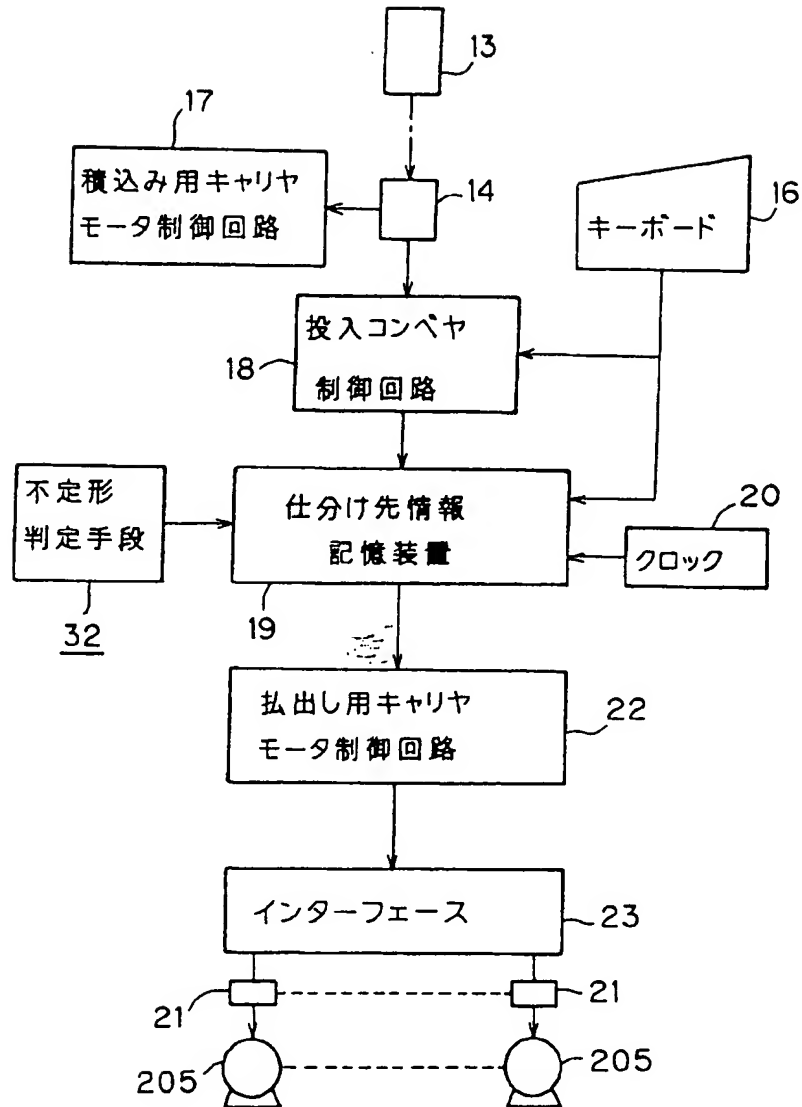 13
17
積込み用キャリヤ
モータ制御回路
14
16
キーボード
投入コンベヤ
制御回路
18
不定形
判定手段
32
仕分け先情報
記憶装置
19
20
クロック
払出し用キャリヤ
モータ制御回路
22
インターフェース
23
21
21
205
205